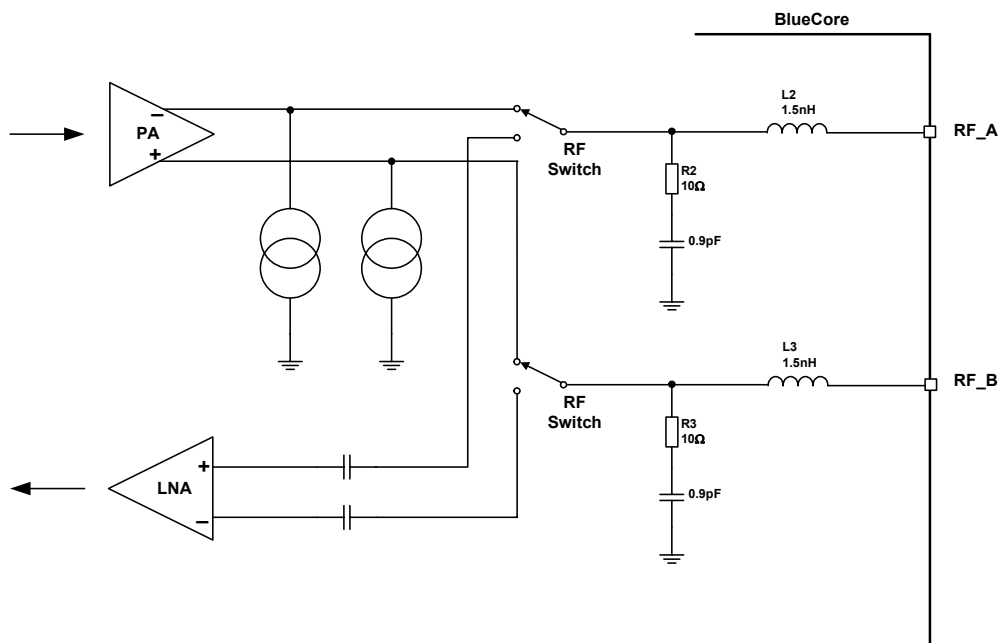 BlueCore
L2
1.5nH
RF_A
PA
−
+
RF
Switch
R2
10Ω
0.9pF
L3
1.5nH
RF_B
RF
Switch
R3
10Ω
0.9pF
LNA
+
−